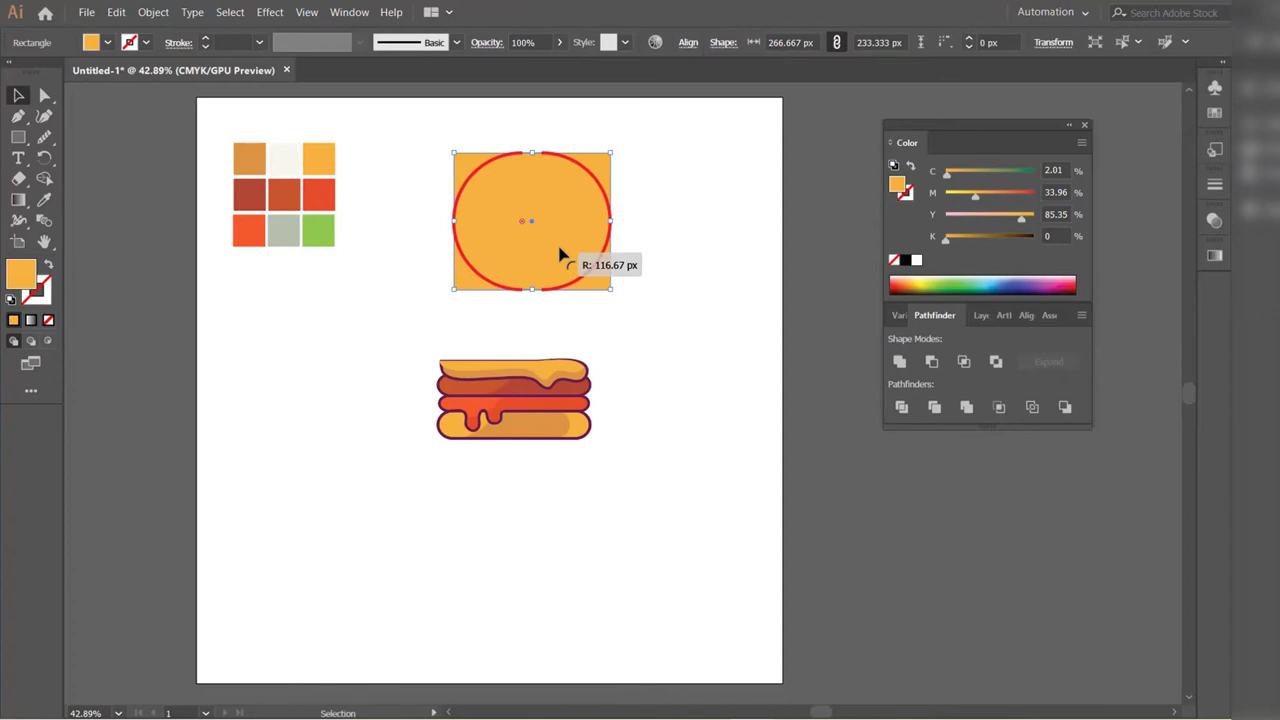 Ai File Edit Object Type Select Effect View Window Help Automation Search Adobe Stock
Rectangle Stroke: Basic Opacity: 100% Style: Align Shape: 266.667 px 233.333 px 0 px Transform
Untitled-1* @ 42.89% (CMYK/GPU Preview)
Color
C 2.01 %
M 33.96 %
Y 85.35 %
K 0 %
R: 116.67 px
Vari Pathfinder Laye Artl Alig Ass
Shape Modes:
Expand
Pathfinders:
42.89% 1 Selection